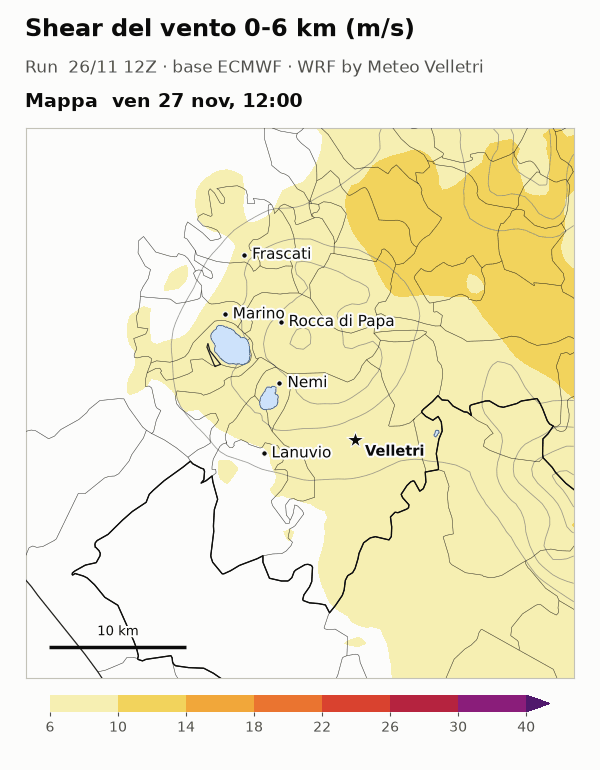 Shear del vento 0-6 km (m/s)
Run  26/11 12Z · base ECMWF · WRF by Meteo Velletri
Mappa  ven 27 nov, 12:00
Frascati
Marino
Rocca di Papa
Nemi
Velletri
Lanuvio
10 km
6 10 14 18 22 26 30 40